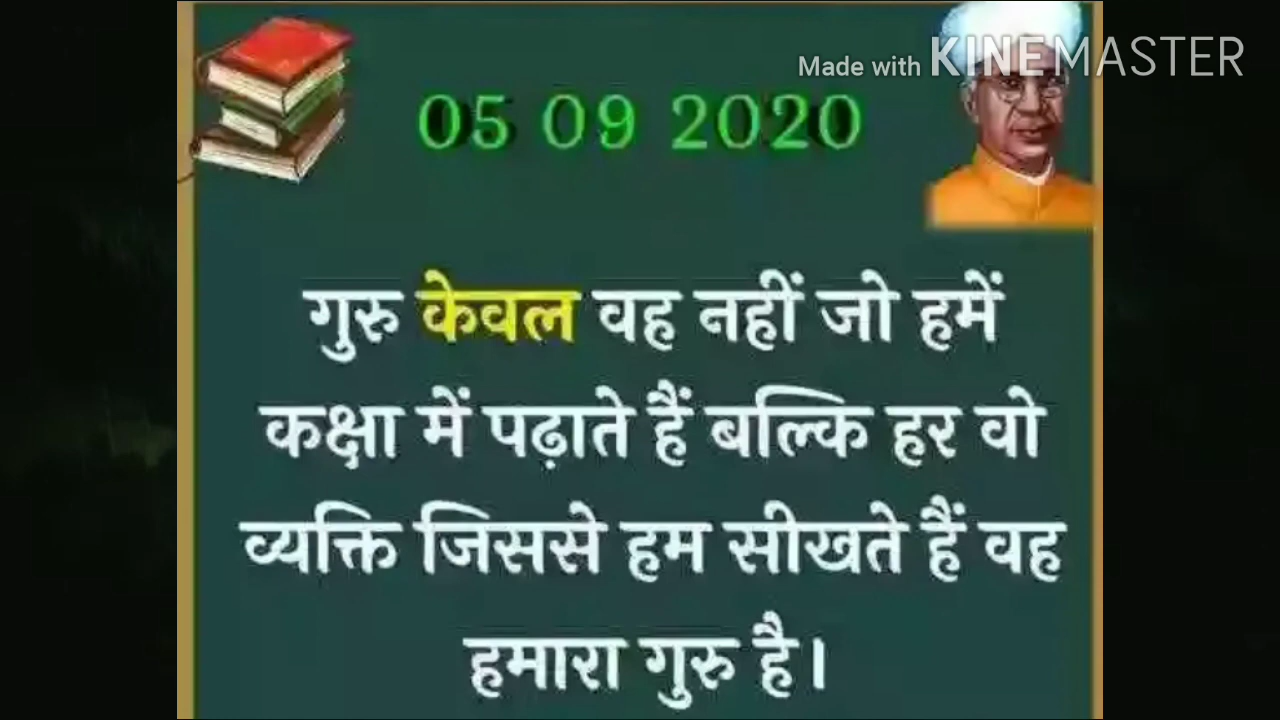 Made with KINEMASTER
05 09 2020
गुरु केवल वह नहीं जो हमें
कक्षा में पढ़ाते हैं बल्कि हर वो
व्यक्ति जिससे हम सीखते हैं वह
हमारा गुरु है।